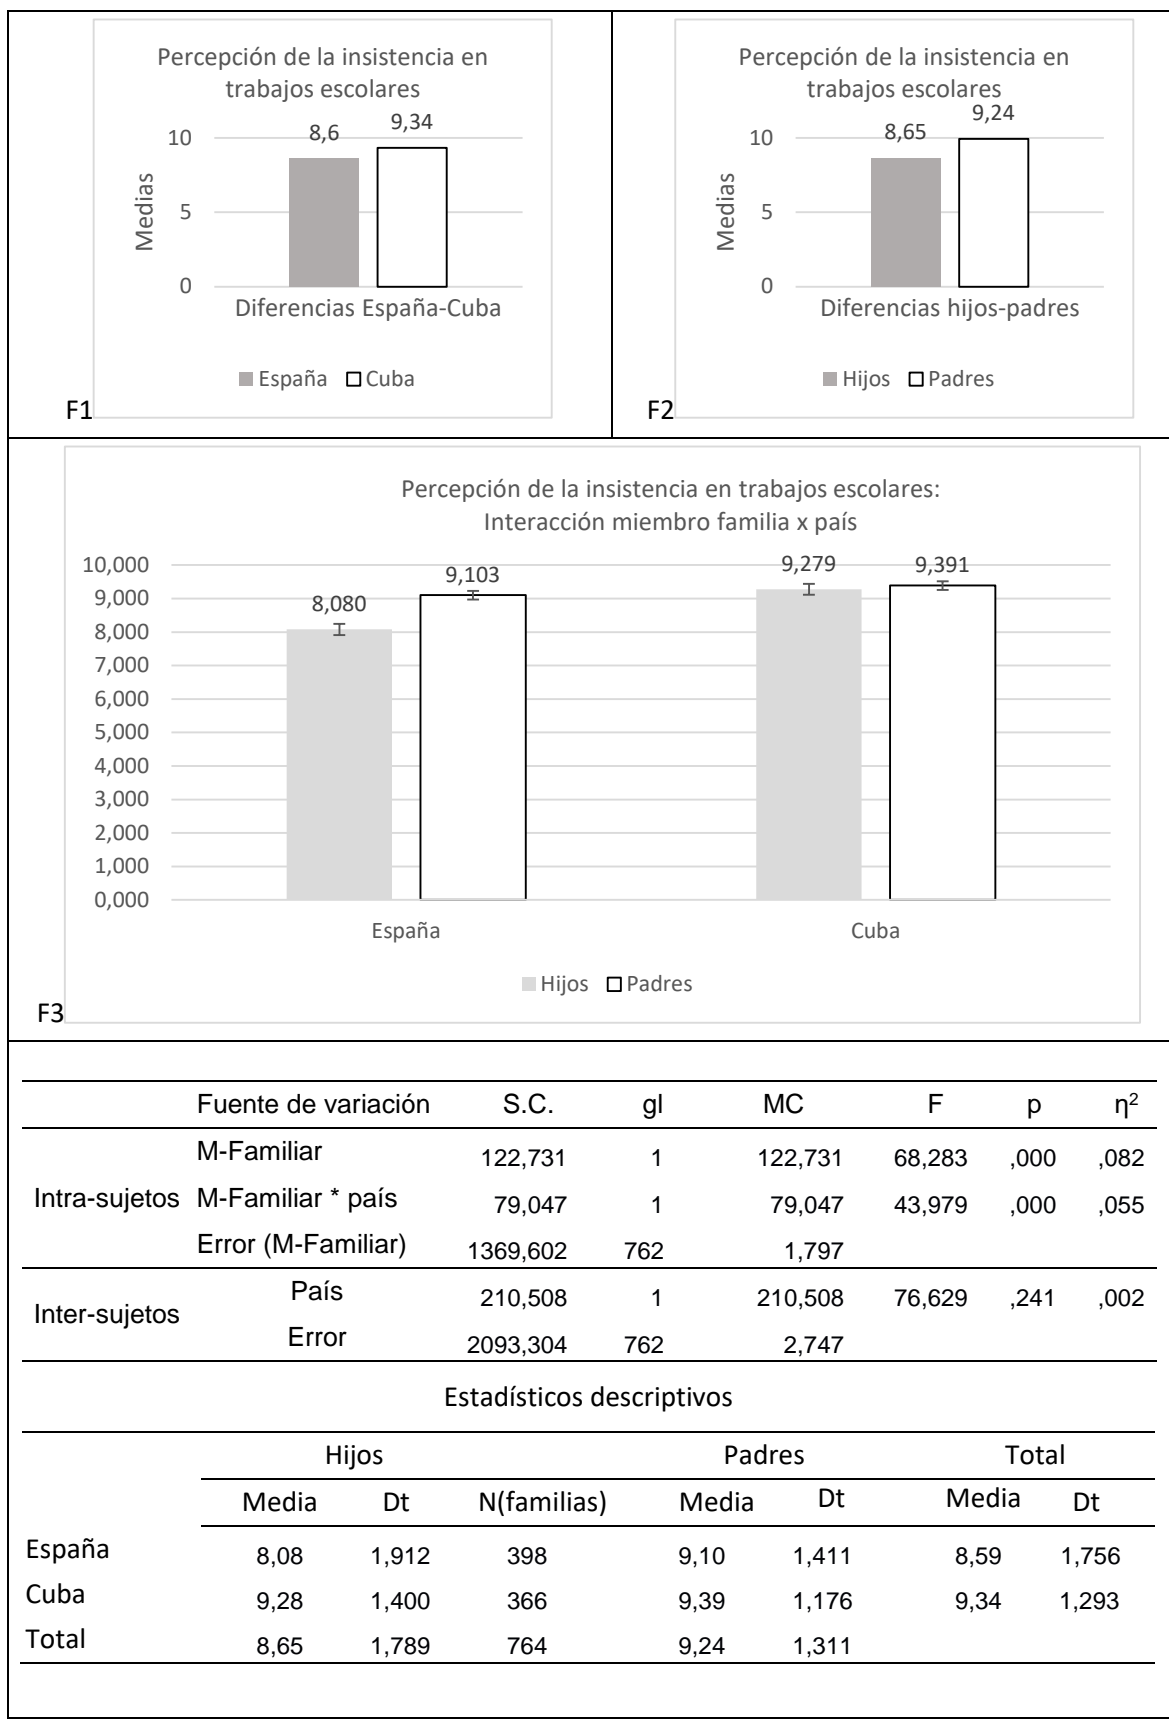 Percepción de la insistencia en
trabajos escolares
8,6
9,34
10
5
0
Medias
Diferencias España-Cuba
España Cuba
F1
Percepción de la insistencia en
trabajos escolares
8,65
9,24
10
5
0
Medias
Diferencias hijos-padres
Hijos Padres
F2
Percepción de la insistencia en trabajos escolares:
Interacción miembro familia x país
10,000
9,000
8,000
7,000
6,000
5,000
4,000
3,000
2,000
1,000
0,000
8,080
9,103
9,279
9,391
España
Cuba
Hijos Padres
F3
Fuente de variación S.C. gl MC F p η²
M-Familiar 122,731 1 122,731 68,283 ,000 ,082
Intra-sujetos M-Familiar * país 79,047 1 79,047 43,979 ,000 ,055
Error (M-Familiar) 1369,602 762 1,797
Inter-sujetos País 210,508 1 210,508 76,629 ,241 ,002
Error 2093,304 762 2,747
Estadísticos descriptivos
Hijos Padres Total
Media Dt N(familias) Media Dt Media Dt
España 8,08 1,912 398 9,10 1,411 8,59 1,756
Cuba 9,28 1,400 366 9,39 1,176 9,34 1,293
Total 8,65 1,789 764 9,24 1,311